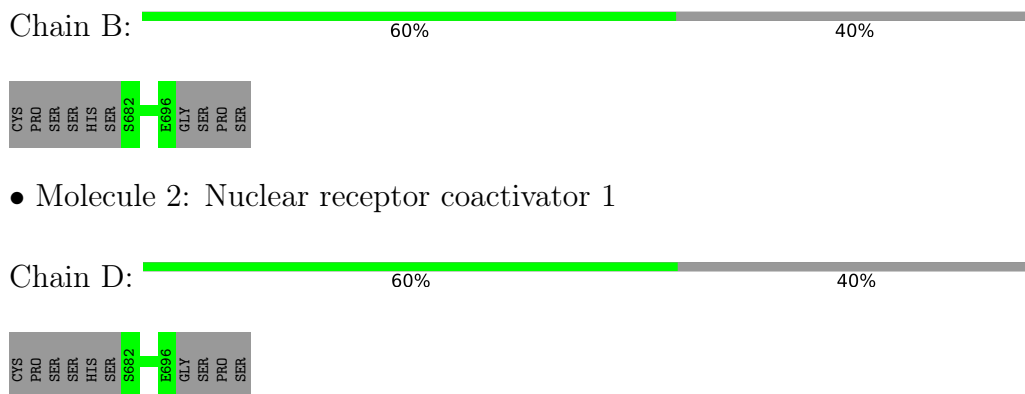 Chain B:
60% 40%
CYS PRO SER SER HIS SER S682 E696 GLY SER PRO SER
• Molecule 2: Nuclear receptor coactivator 1
Chain D:
60% 40%
CYS PRO SER SER HIS SER S682 E696 GLY SER PRO SER